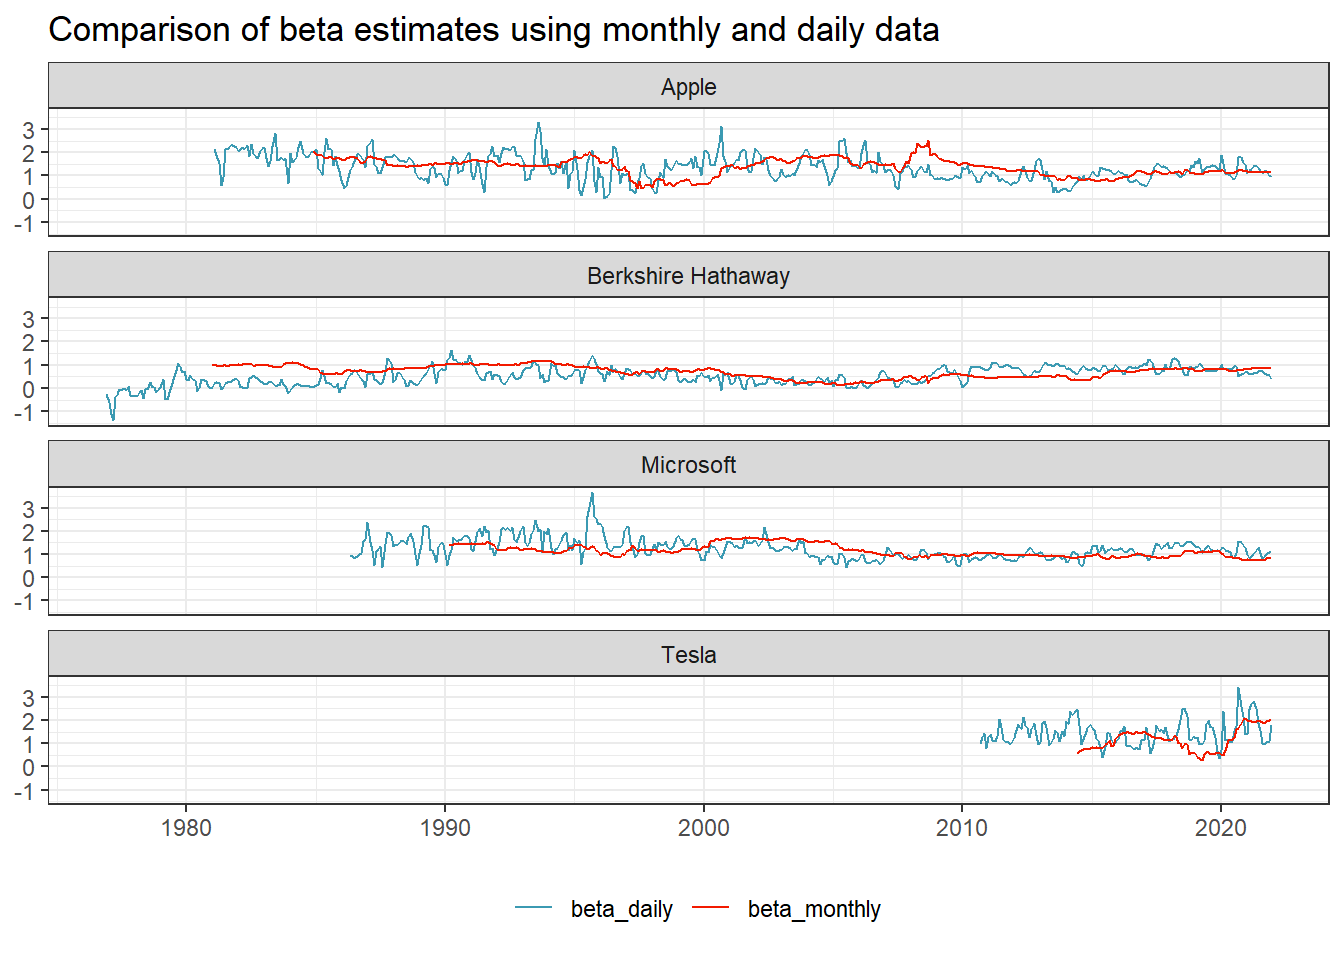 Comparison of beta estimates using monthly and daily data
Apple
3
2
1
0
-1
Berkshire Hathaway
3
2
1
0
-1
Microsoft
3
2
1
0
-1
Tesla
3
2
1
0
-1
1980 1990 2000 2010 2020
beta_daily beta_monthly